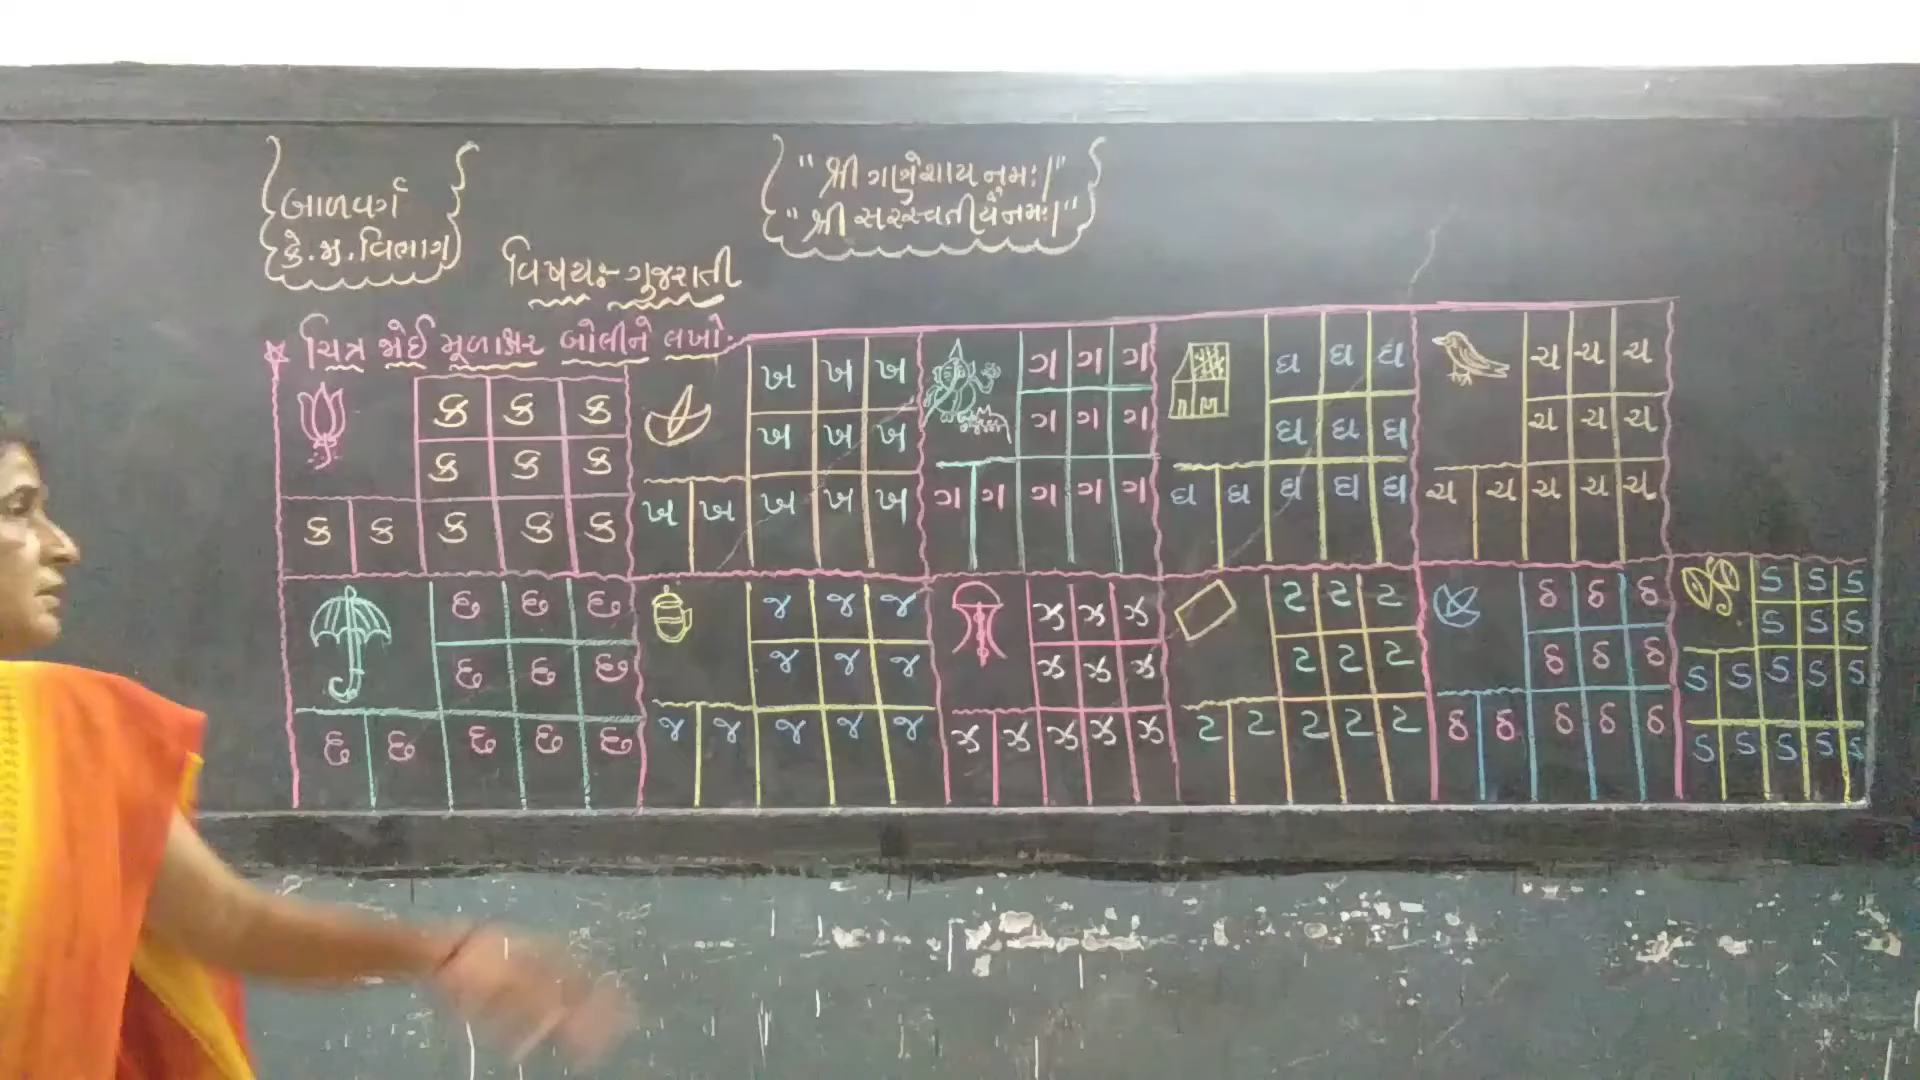 બાળવર્ગ
કે.મુ.વિભાગ
"શ્રી ગણેશાય નમઃ|"
"શ્રી સરસ્વતીયૈ નમઃ|"
વિષયઃ- ગુજરાતી
ચિત્ર જોઈ મૂળાક્ષર બોલીને લખો.
ક ક ક
ક ક ક
ક ક ક ક ક
ખ ખ ખ
ખ ખ ખ
ખ ખ ખ ખ ખ
ગ ગ ગ
ગ ગ ગ
ગ ગ ગ ગ ગ
ઘ ઘ ઘ
ઘ ઘ ઘ
ઘ ઘ ઘ ઘ ઘ
ચ ચ ચ
ચ ચ ચ
ચ ચ ચ ચ ચ
છ છ છ
છ છ છ
છ છ છ છ છ
જ જ જ
જ જ જ
જ જ જ જ જ
ઝ ઝ ઝ
ઝ ઝ ઝ
ઝ ઝ ઝ ઝ ઝ
ટ ટ ટ
ટ ટ ટ
ટ ટ ટ ટ ટ
ઠ ઠ ઠ
ઠ ઠ ઠ
ઠ ઠ ઠ ઠ ઠ
ડ ડ ડ
ડ ડ ડ
ડ ડ ડ ડ ડ
ડ ડ ડ ડ ડ